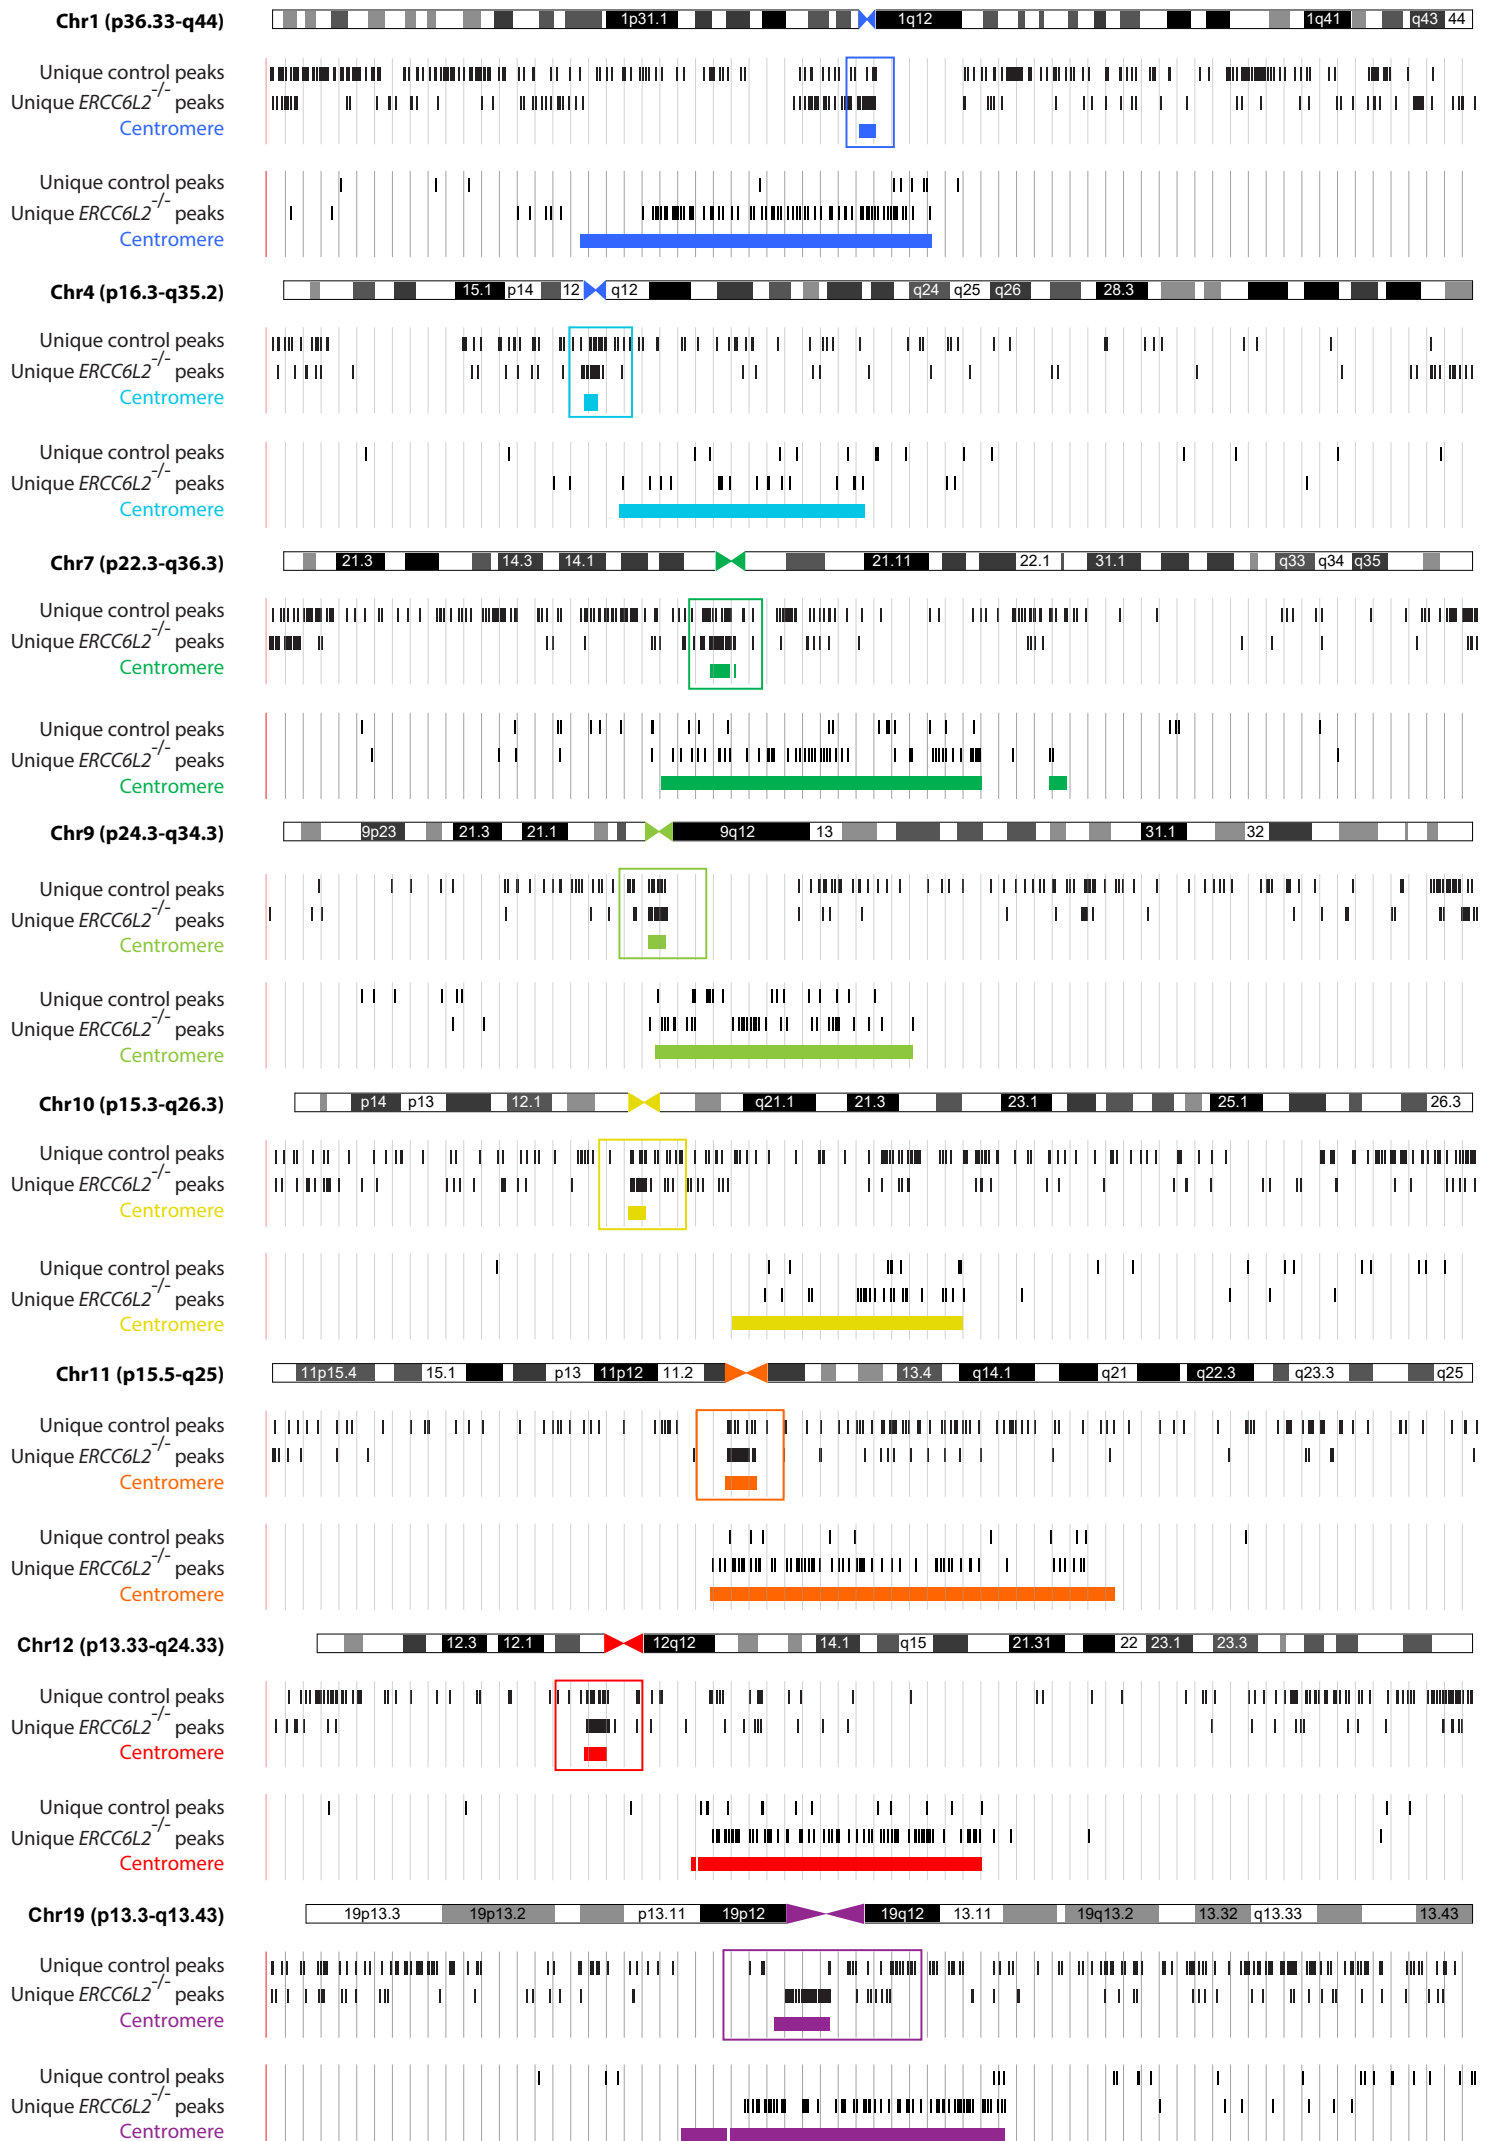 Chr1 (p36.33-q44) 1p31.1 1q12 1q41 q43 44
Unique control peaks
Unique ERCC6L2-/- peaks
Centromere
Unique control peaks
Unique ERCC6L2-/- peaks
Centromere
Chr4 (p16.3-q35.2) 15.1 p14 12 q12 q24 q25 q26 28.3
Unique control peaks
Unique ERCC6L2-/- peaks
Centromere
Unique control peaks
Unique ERCC6L2-/- peaks
Centromere
Chr7 (p22.3-q36.3) 21.3 14.3 14.1 21.11 22.1 31.1 q33 q34 q35
Unique control peaks
Unique ERCC6L2-/- peaks
Centromere
Unique control peaks
Unique ERCC6L2-/- peaks
Centromere
Chr9 (p24.3-q34.3) 9p23 21.3 21.1 9q12 13 31.1 32
Unique control peaks
Unique ERCC6L2-/- peaks
Centromere
Unique control peaks
Unique ERCC6L2-/- peaks
Centromere
Chr10 (p15.3-q26.3) p14 p13 12.1 q21.1 21.3 23.1 25.1 26.3
Unique control peaks
Unique ERCC6L2-/- peaks
Centromere
Unique control peaks
Unique ERCC6L2-/- peaks
Centromere
Chr11 (p15.5-q25) 11p15.4 15.1 p13 11p12 11.2 13.4 q14.1 q21 q22.3 q23.3 q25
Unique control peaks
Unique ERCC6L2-/- peaks
Centromere
Unique control peaks
Unique ERCC6L2-/- peaks
Centromere
Chr12 (p13.33-q24.33) 12.3 12.1 12q12 14.1 q15 21.31 22 23.1 23.3
Unique control peaks
Unique ERCC6L2-/- peaks
Centromere
Unique control peaks
Unique ERCC6L2-/- peaks
Centromere
Chr19 (p13.3-q13.43) 19p13.3 19p13.2 p13.11 19p12 19q12 13.11 19q13.2 13.32 q13.33 13.43
Unique control peaks
Unique ERCC6L2-/- peaks
Centromere
Unique control peaks
Unique ERCC6L2-/- peaks
Centromere